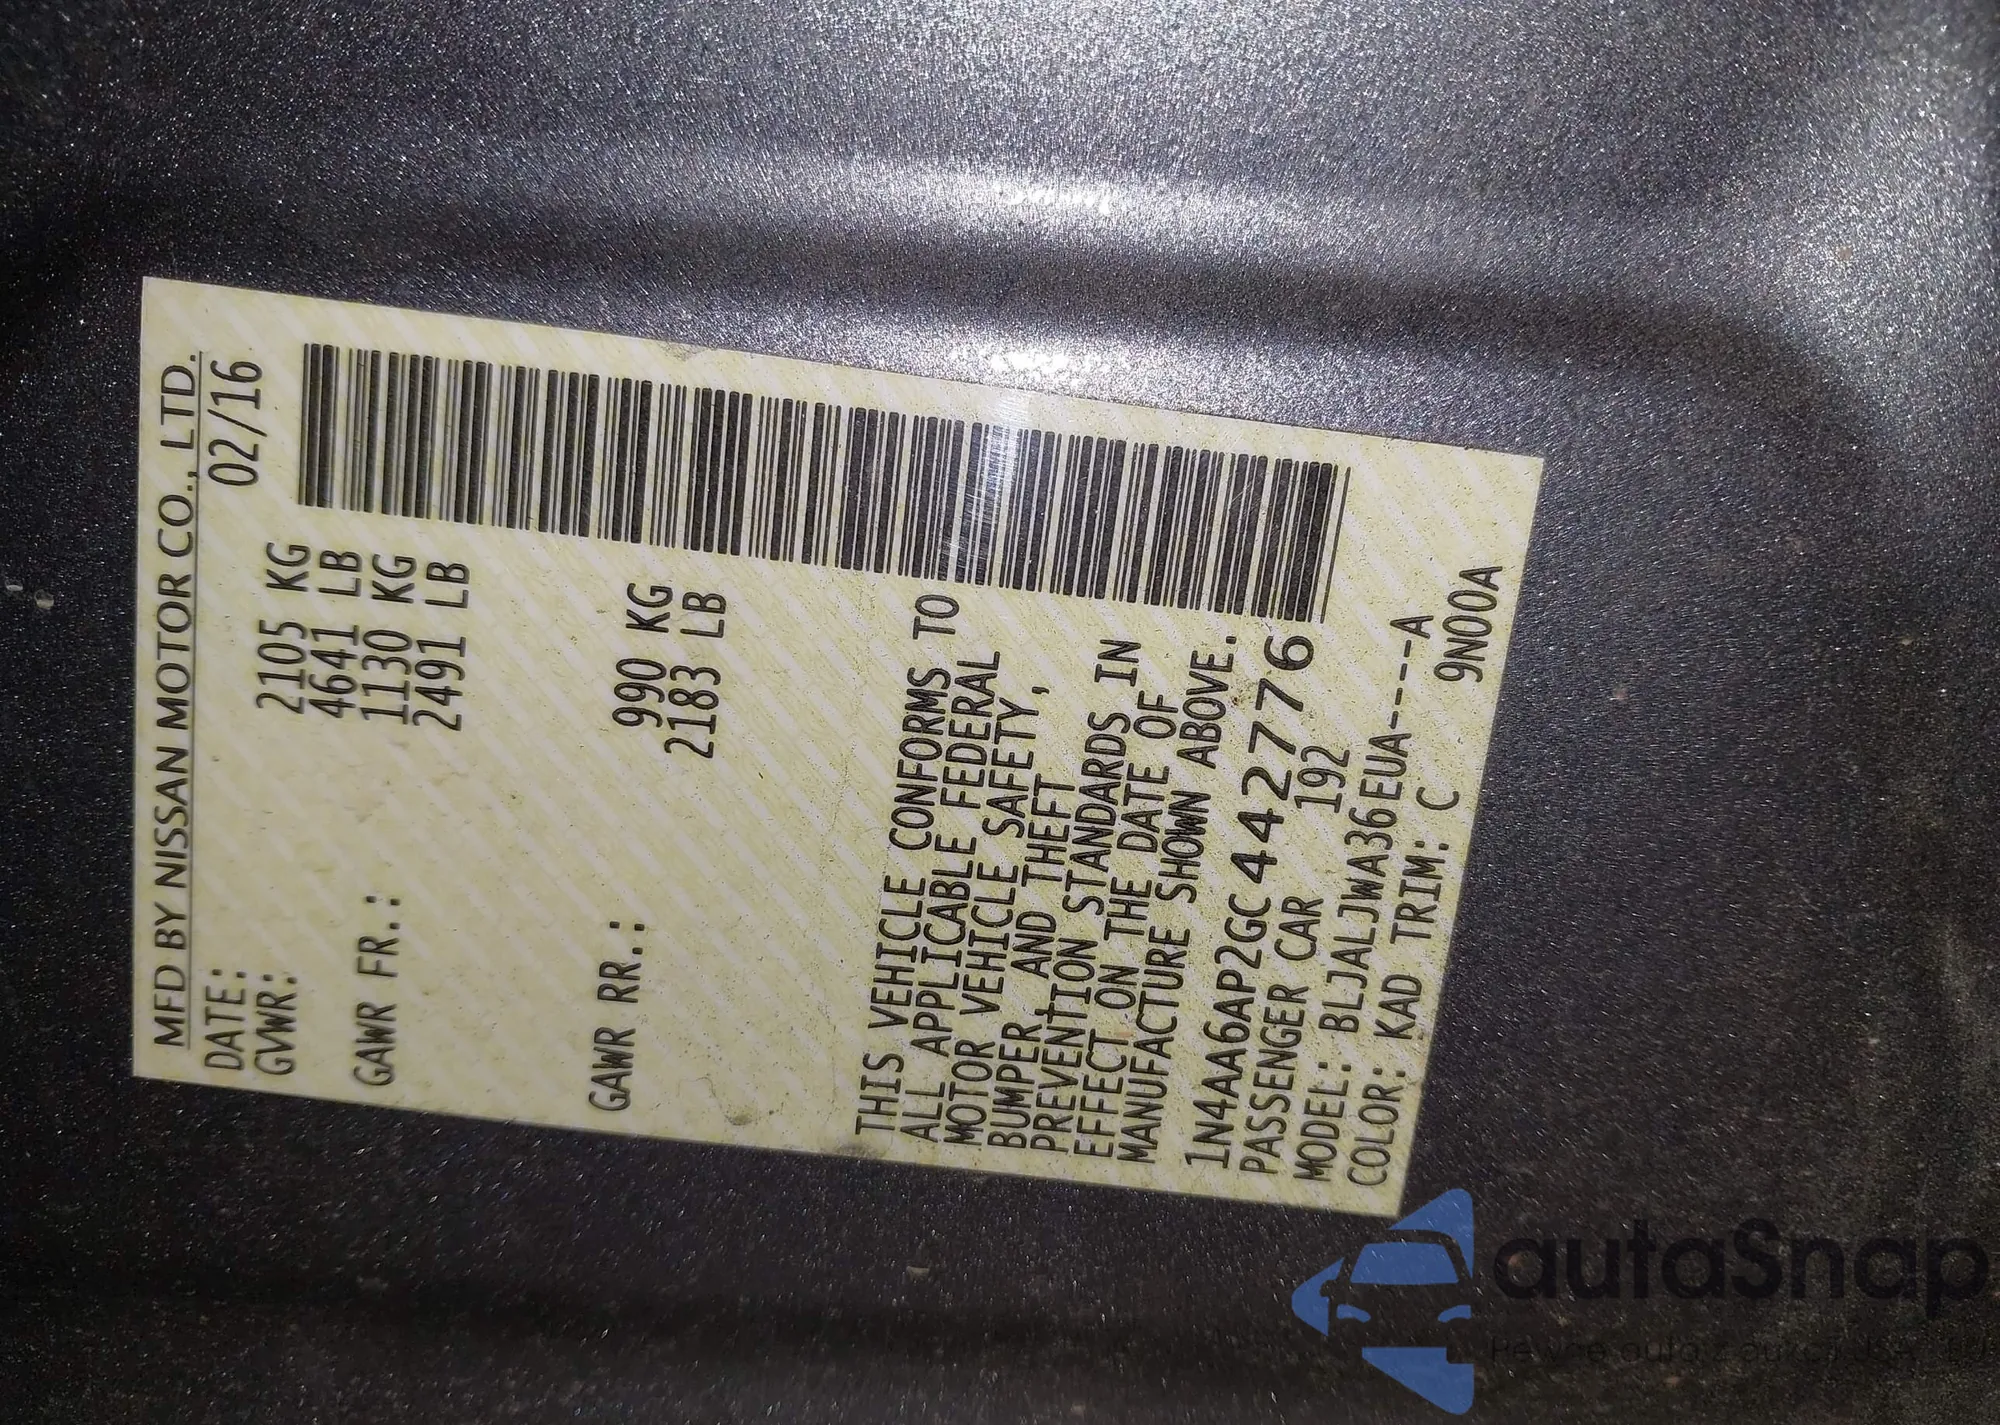 MFD BY NISSAN MOTOR CO., LTD.
DATE: 02/16
GVWR: 2105 KG
4641 LB
GAWR FR.: 1130 KG
2491 LB
GAWR RR.: 990 KG
2183 LB
THIS VEHICLE CONFORMS TO
ALL APPLICABLE FEDERAL
MOTOR VEHICLE SAFETY,
BUMPER, AND THEFT
PREVENTION STANDARDS IN
EFFECT ON THE DATE OF
MANUFACTURE SHOWN ABOVE.
1N4AA6AP2GC442776
PASSENGER CAR 192
MODEL: BLJALJWA36EUA----A
COLOR: KAD TRIM: C 9N00A
autaSnap